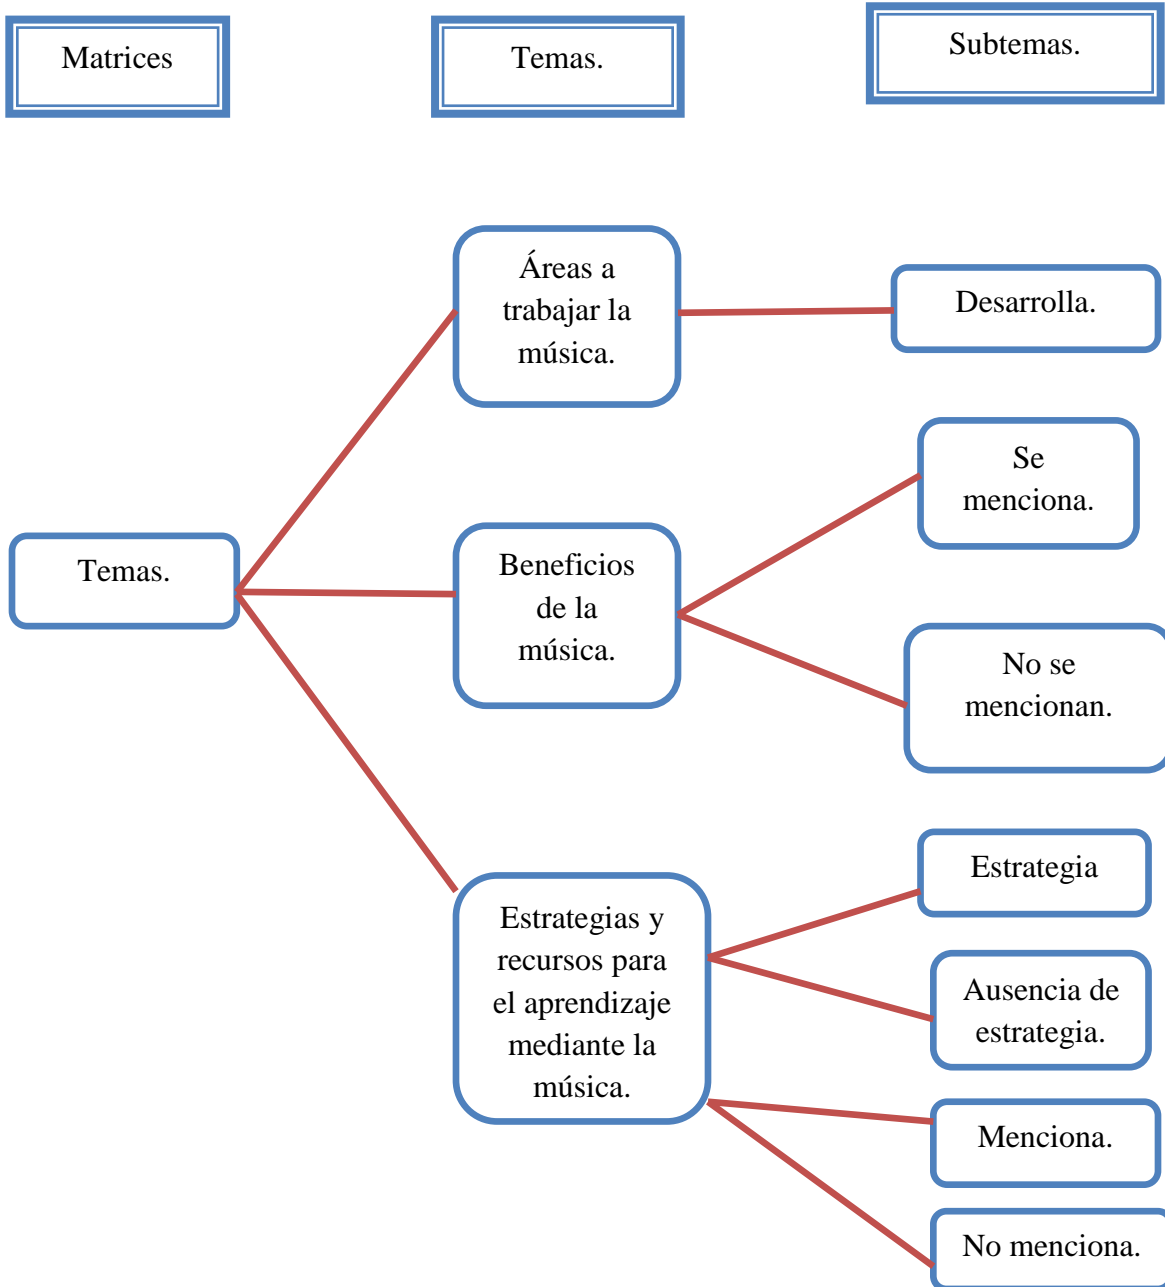 Matrices
Temas.
Subtemas.
Áreas a
trabajar la
música.
Desarrolla.
Se
menciona.
Temas.
Beneficios
de la
música.
No se
mencionan.
Estrategias y
recursos para
el aprendizaje
mediante la
música.
Estrategia
Ausencia de
estrategia.
Menciona.
No menciona.